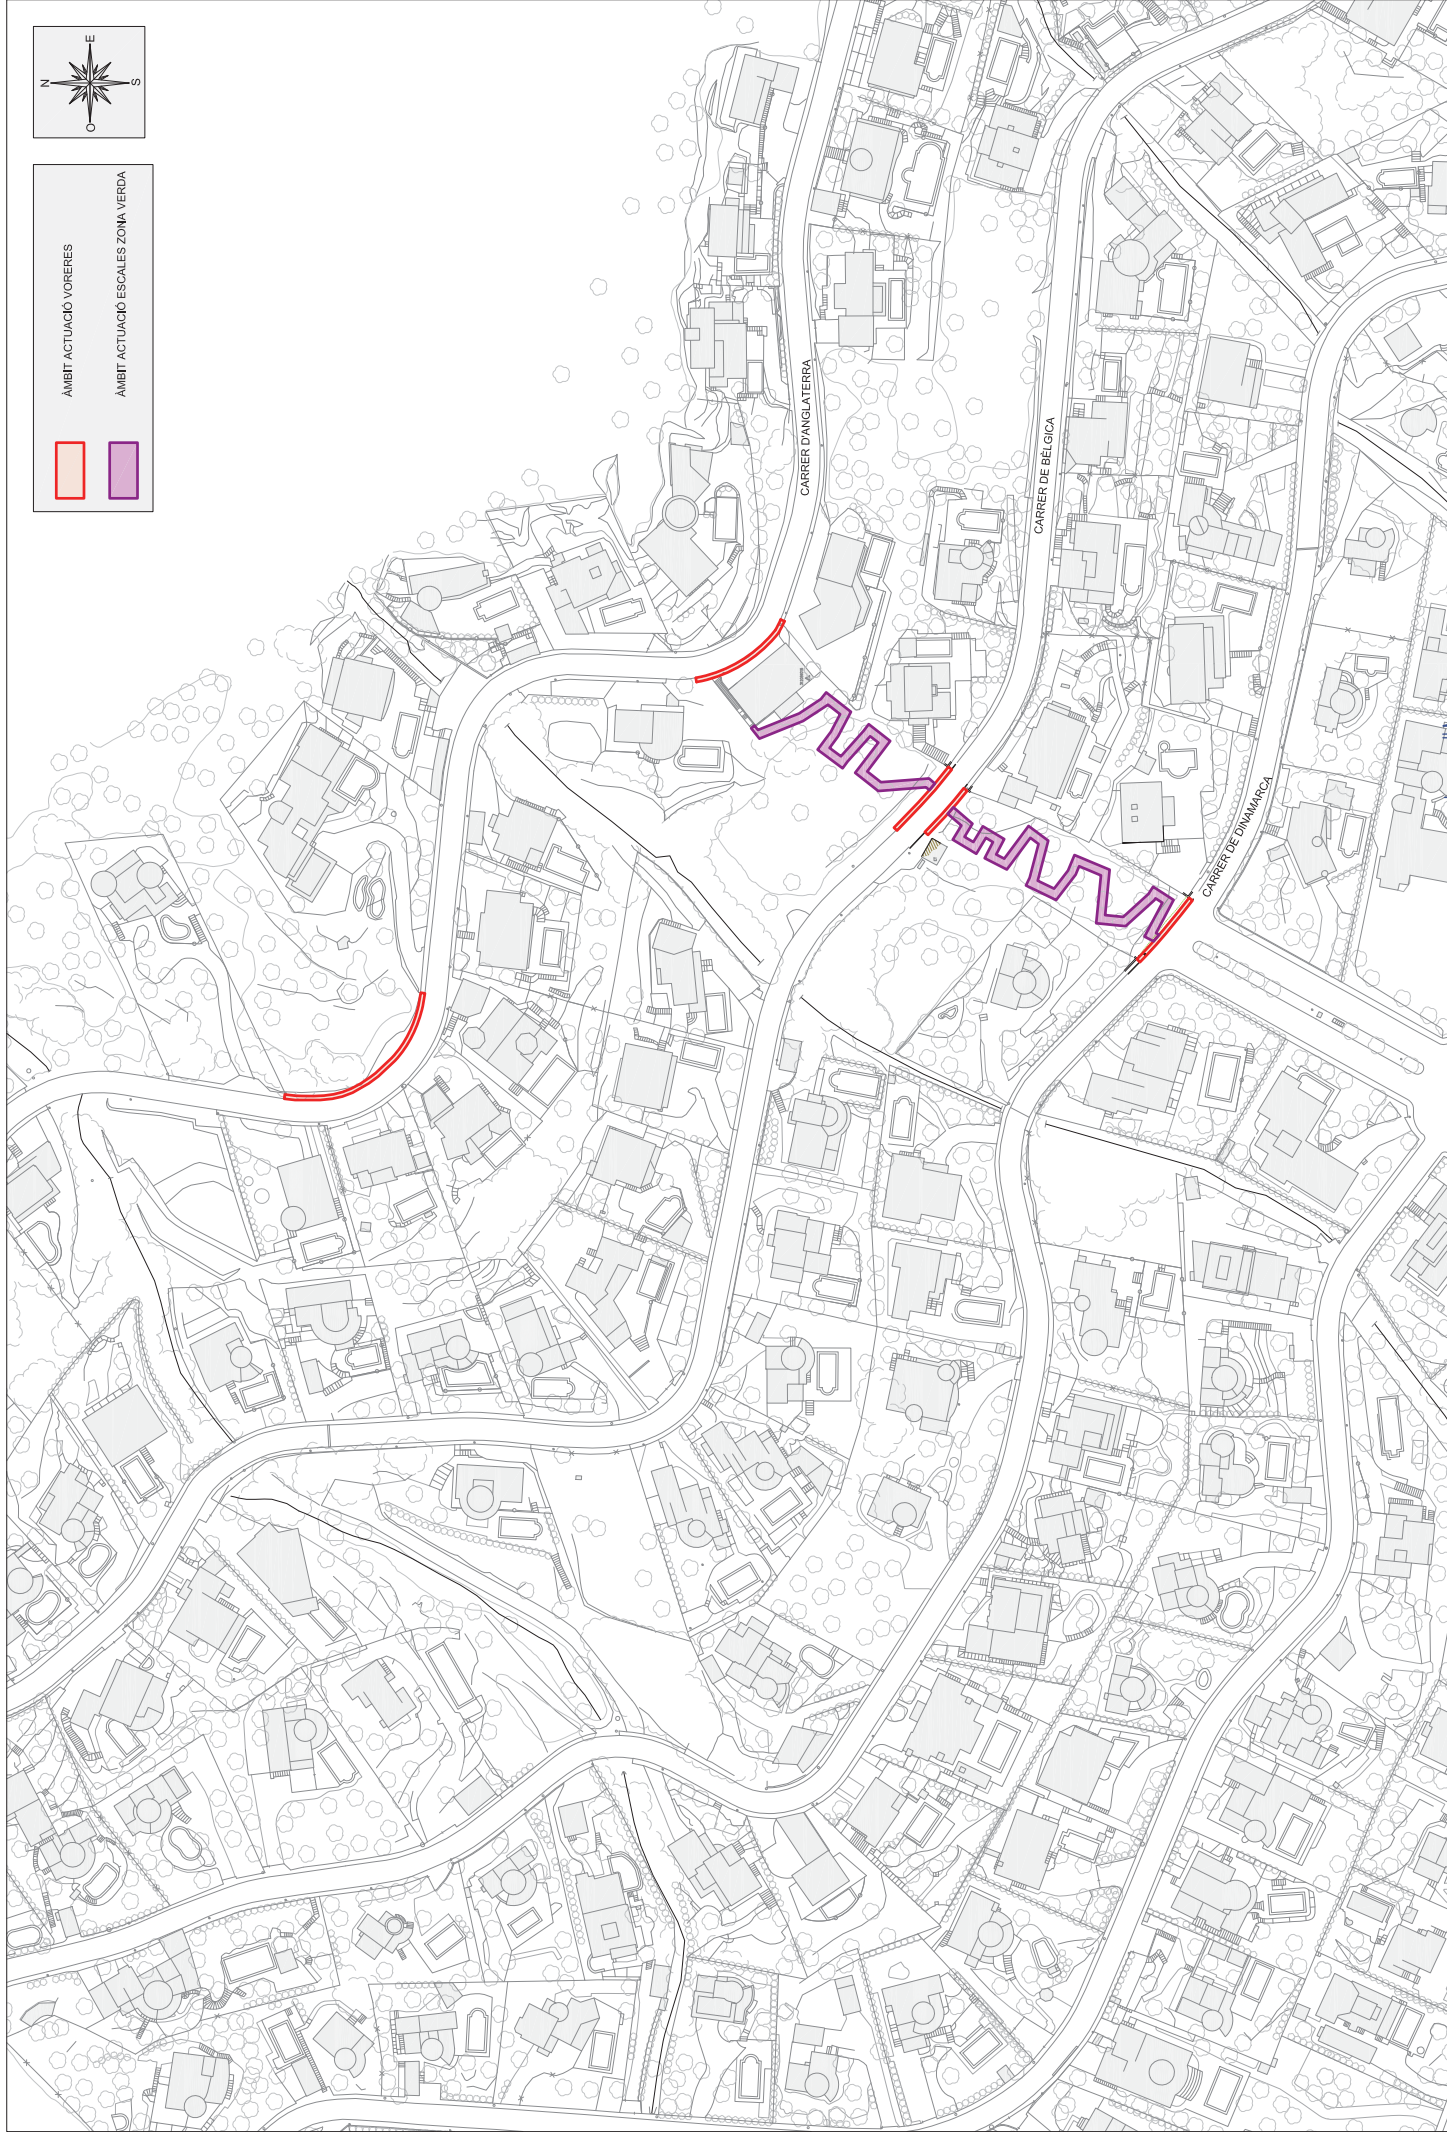 N
E
S
O
ÀMBIT ACTUACIÓ VORERES
ÀMBIT ACTUACIÓ ESCALES ZONA VERDA
CARRER D'ANGLATERRA
CARRER DE BÈLGICA
CARRER DE DINAMARCA